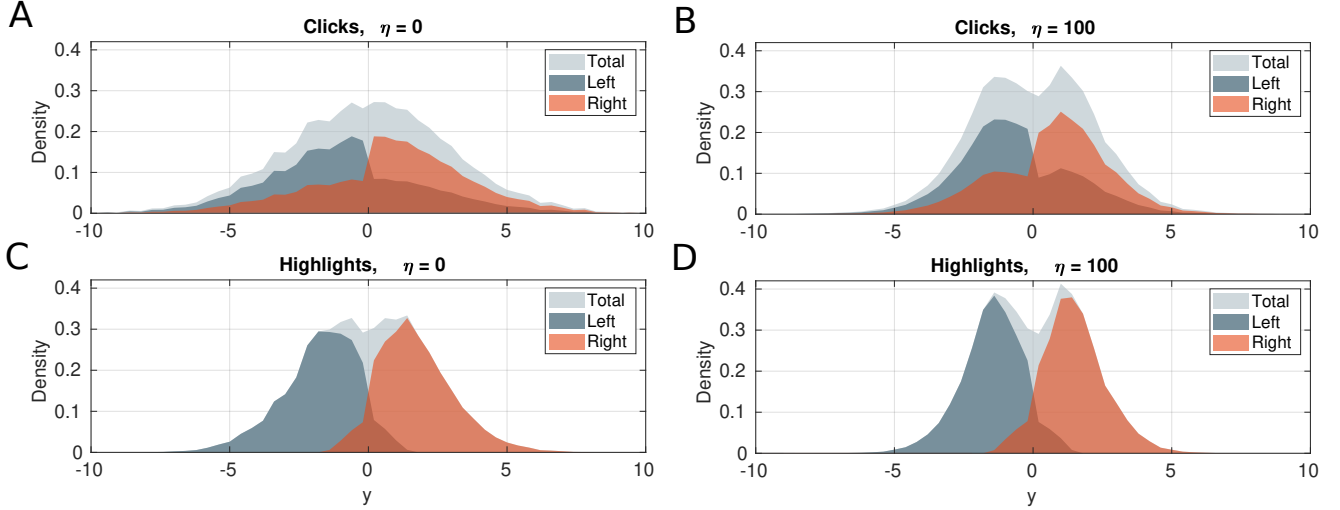 A
Clicks, η = 0
Density
0.4
0.3
0.2
0.1
0
-10
-5
0
5
10
Total
Left
Right
B
Clicks, η = 100
Density
0.4
0.3
0.2
0.1
0
-10
-5
0
5
10
Total
Left
Right
C
Highlights, η = 0
Density
0.4
0.3
0.2
0.1
0
-10
-5
0
5
10
y
Total
Left
Right
D
Highlights, η = 100
Density
0.4
0.3
0.2
0.1
0
-10
-5
0
5
10
y
Total
Left
Right